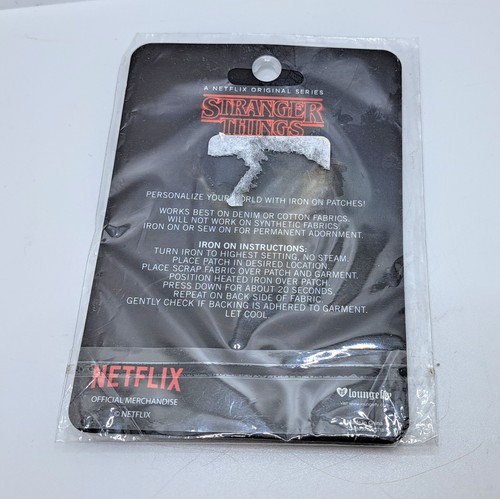 A NETFLIX ORIGINAL SERIES
STRANGER
THINGS
PERSONALIZE YOUR WORLD WITH IRON ON PATCHES!
WORKS BEST ON DENIM OR COTTON FABRICS.
WILL NOT WORK ON SYNTHETIC FABRICS.
IRON ON OR SEW ON FOR PERMANENT ADORNMENT.
IRON ON INSTRUCTIONS:
TURN IRON TO HIGHEST SETTING, NO STEAM.
PLACE PATCH IN DESIRED LOCATION.
PLACE SCRAP FABRIC OVER PATCH AND GARMENT.
POSITION HEATED IRON OVER PATCH.
PRESS DOWN FOR ABOUT 20 SECONDS.
REPEAT ON BACK SIDE OF FABRIC.
GENTLY CHECK IF BACKING IS ADHERED TO GARMENT.
LET COOL
NETFLIX
OFFICIAL MERCHANDISE
© NETFLIX
loungefly